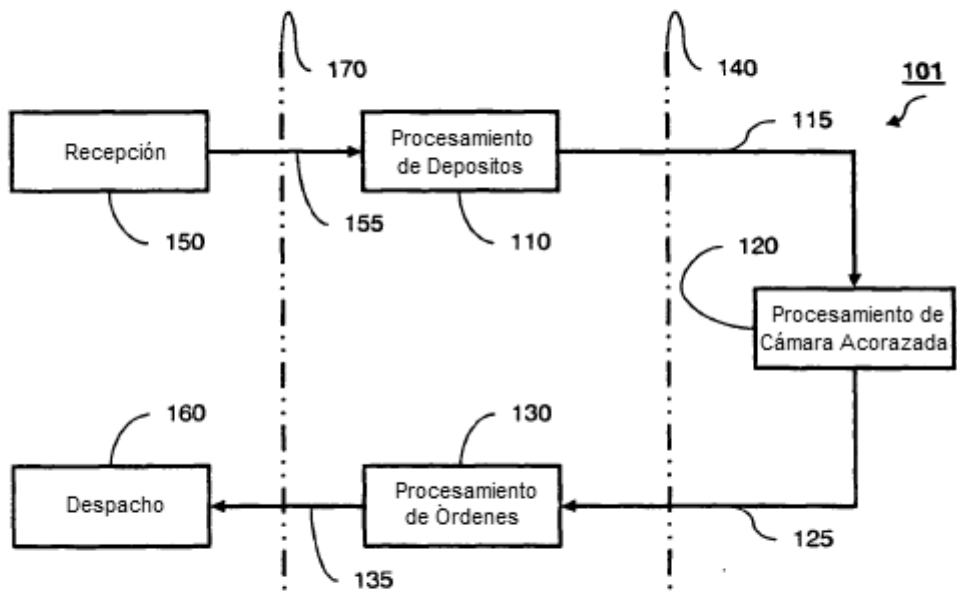 170
140
101
Recepción
Procesamiento
de Depositos
115
150
155
110
120
Procesamiento de
Cámara Acorazada
160
130
Despacho
Procesamiento
de Òrdenes
125
135